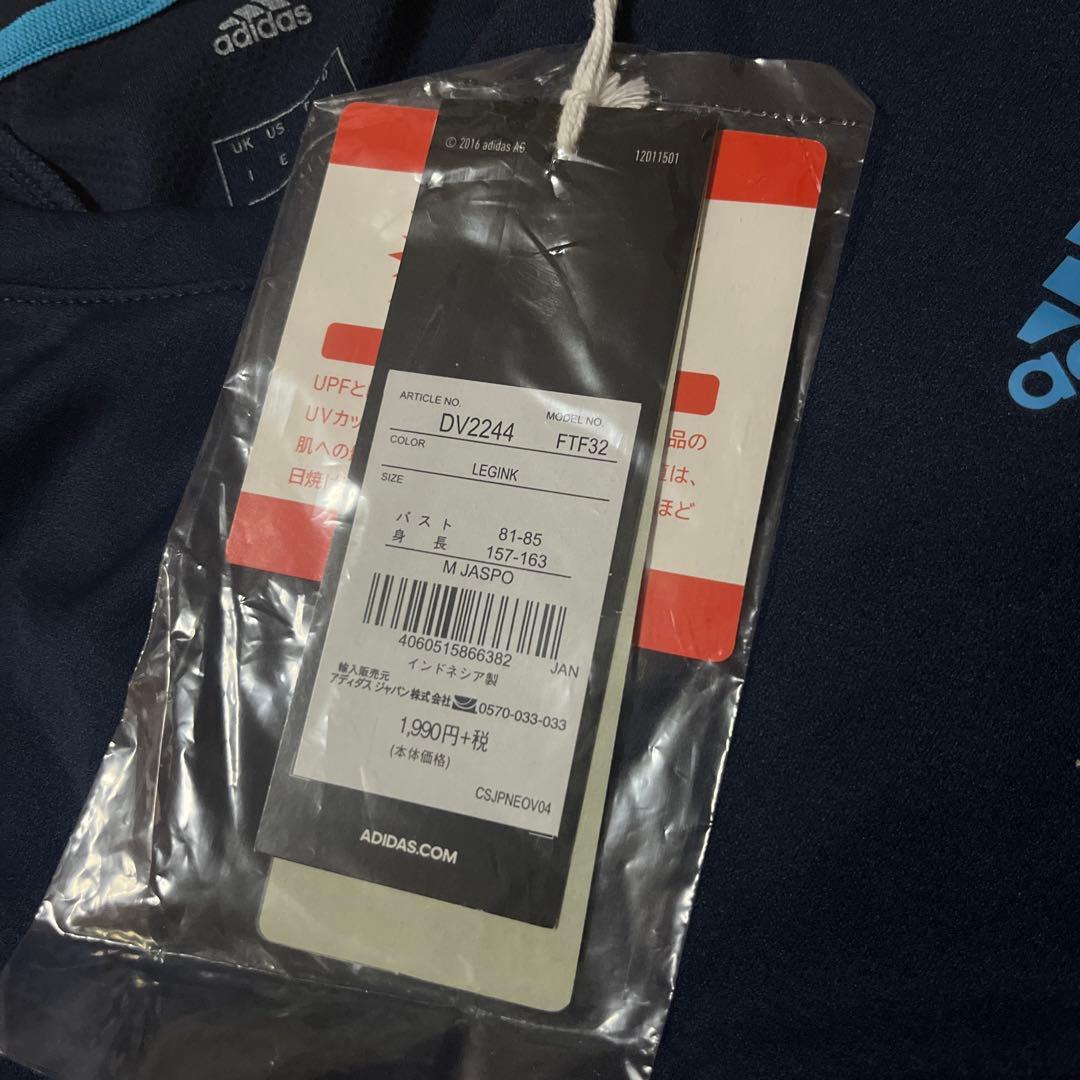 adidas
UK US
I E
© 2016 adidas AG
12011501
UPFと
UVカッ
肌への
日焼け
品の
は、
ほど
ARTICLE NO.
DV2244
MODEL NO.
FTF32
COLOR
LEGINK
SIZE
バスト 81-85
身長 157-163
M JASPO
4060515866382
JAN
インドネシア製
輸入販売元
アディダス ジャパン株式会社 0570-033-033
1,990円+税
(本体価格)
CSJPNEOV04
ADIDAS.COM